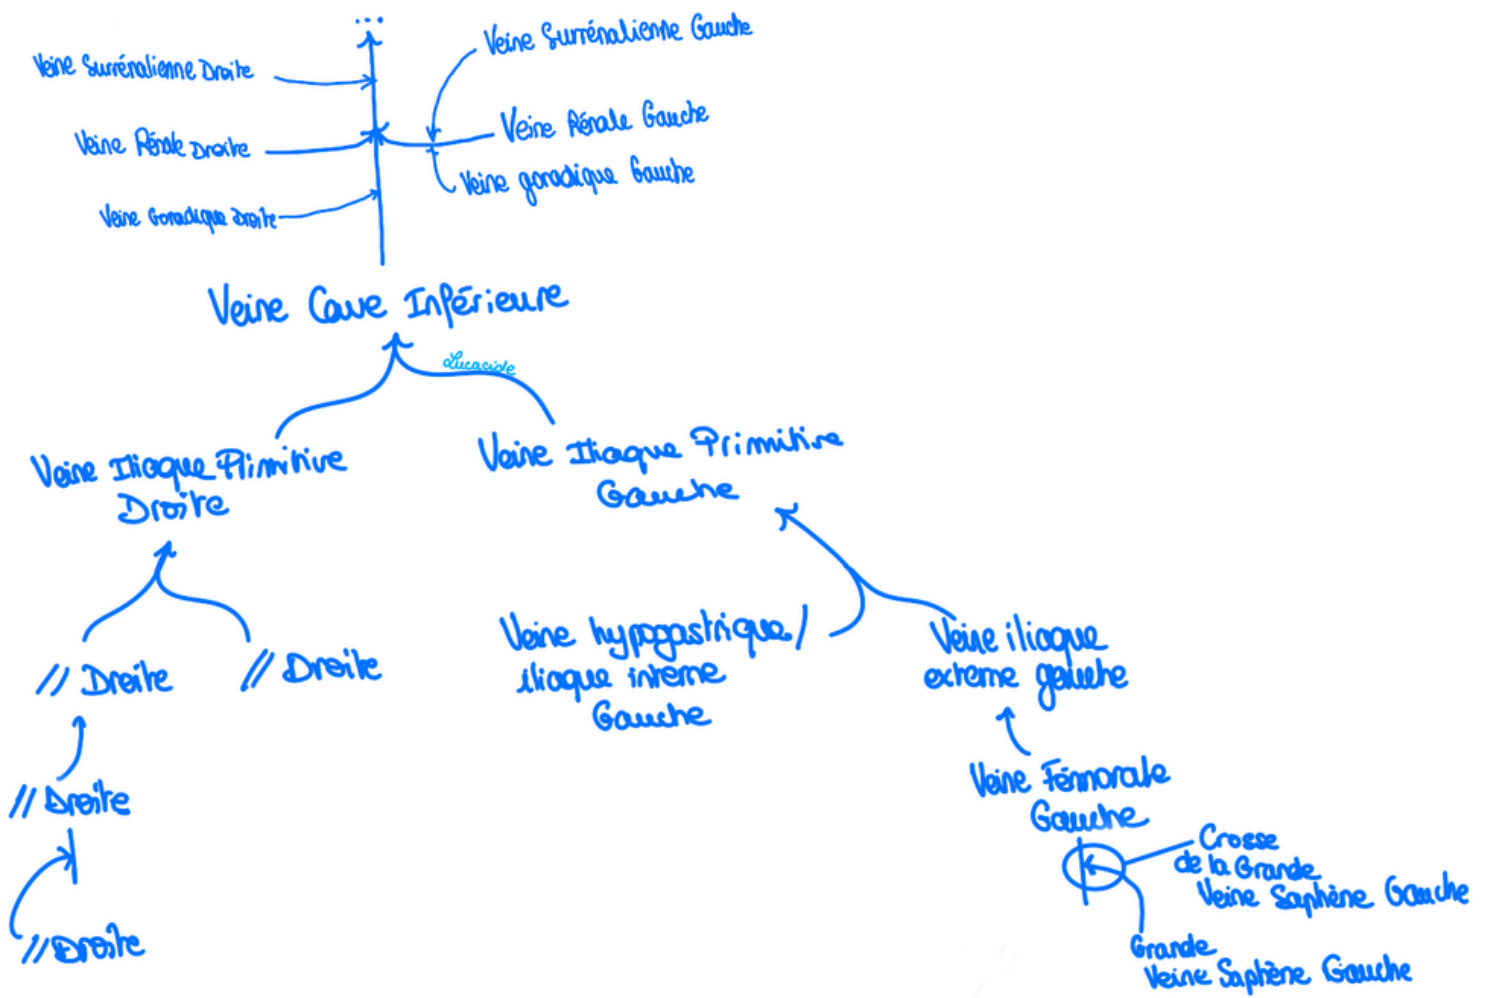 ...
Veine Surrénalienne Gauche
Veine Surrénalienne Droite
Veine Rénale Gauche
Veine Rénale Droite
Veine gonadique Gauche
Veine Gonadique Droite
Veine Cave Inférieure
Lucaciole
Veine Iliaque Primitive
Droite
Veine Iliaque Primitive
Gauche
Veine hypogastrique/
iliaque interne
Gauche
Veine iliaque
externe gauche
// Droite
// Droite
Veine Fémorale
Gauche
// Droite
Crosse
de la Grande
Veine Saphène Gauche
// Droite
Grande
Veine Saphène Gauche